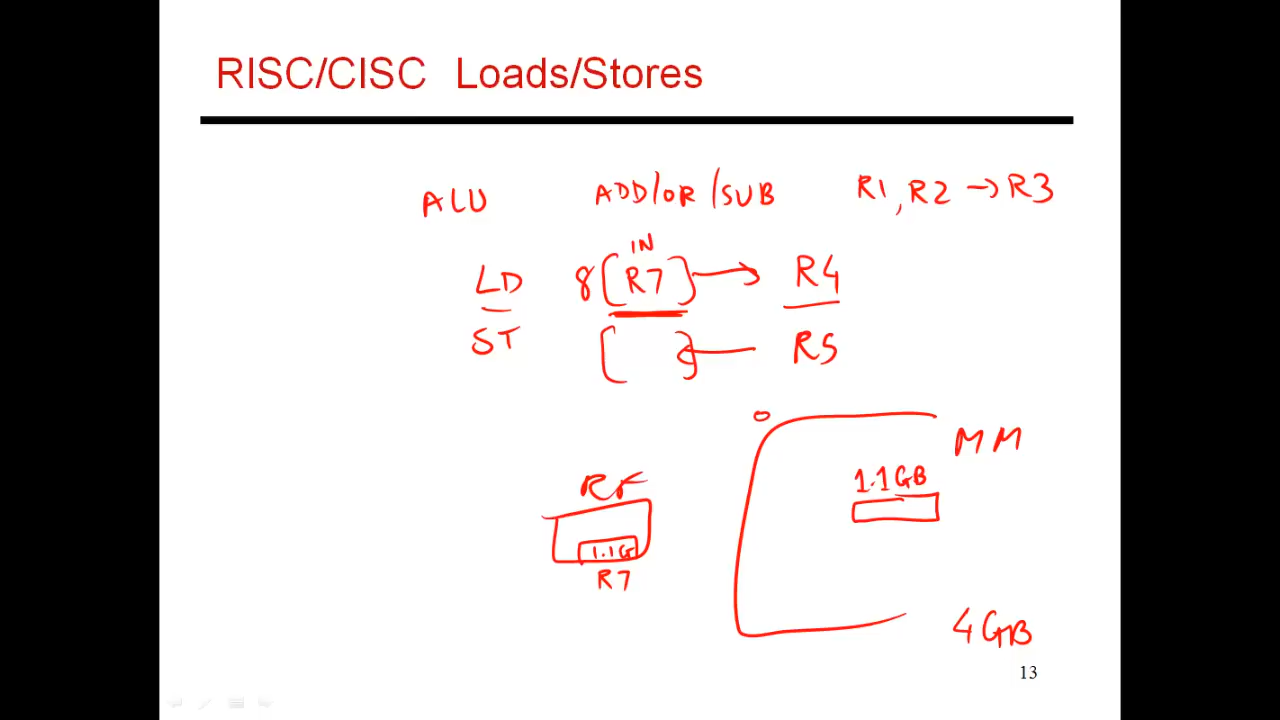 RISC/CISC Loads/Stores
ALU ADD/OR/SUB R1, R2 → R3
IN
LD 8[R7] → R4
ST [ ] ← R5
O
MM
1.1GB
RF
1.1G
R7
4GB
13